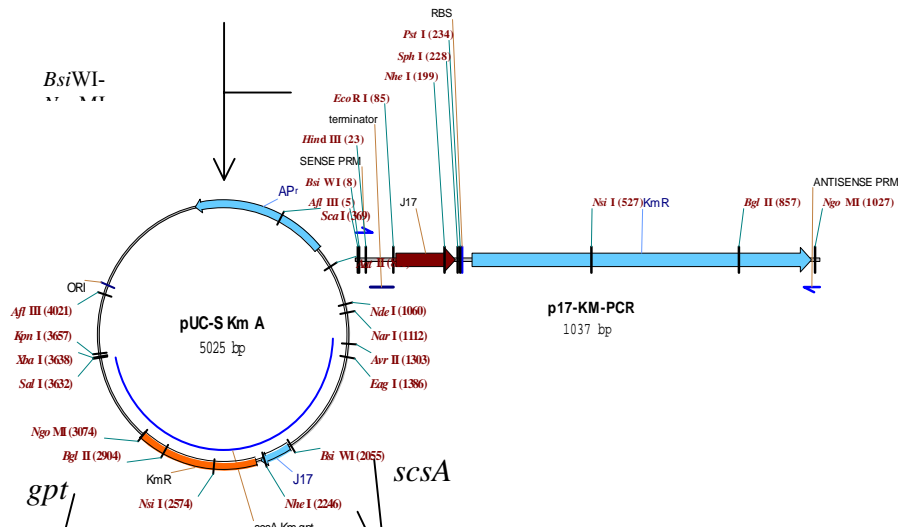 RBS
Pst I (234)
Sph I (228)
Nhe I (199)
BsiWI-
EcoR I (85)
terminator
Hind III (23)
SENSE PRM
Bsi WI (8)
Afl III (5)
Sca I (369)
APr
J17
Nsi I (527)
KmR
Bgl II (857)
ANTISENSE PRM
Ngo MI (1027)
p17-KM-PCR
1037 bp
ORI
Afl III (4021)
Kpn I (3657)
Xba I (3638)
Sal I (3632)
pUC-S Km A
5025 bp
Nde I (1060)
Nar I (1112)
Avr II (1303)
Eag I (1386)
Ngo MI (3074)
Bgl II (2904)
KmR
Nsi I (2574)
J17
Nhe I (2246)
Bsi WI (2055)
gpt
scsA